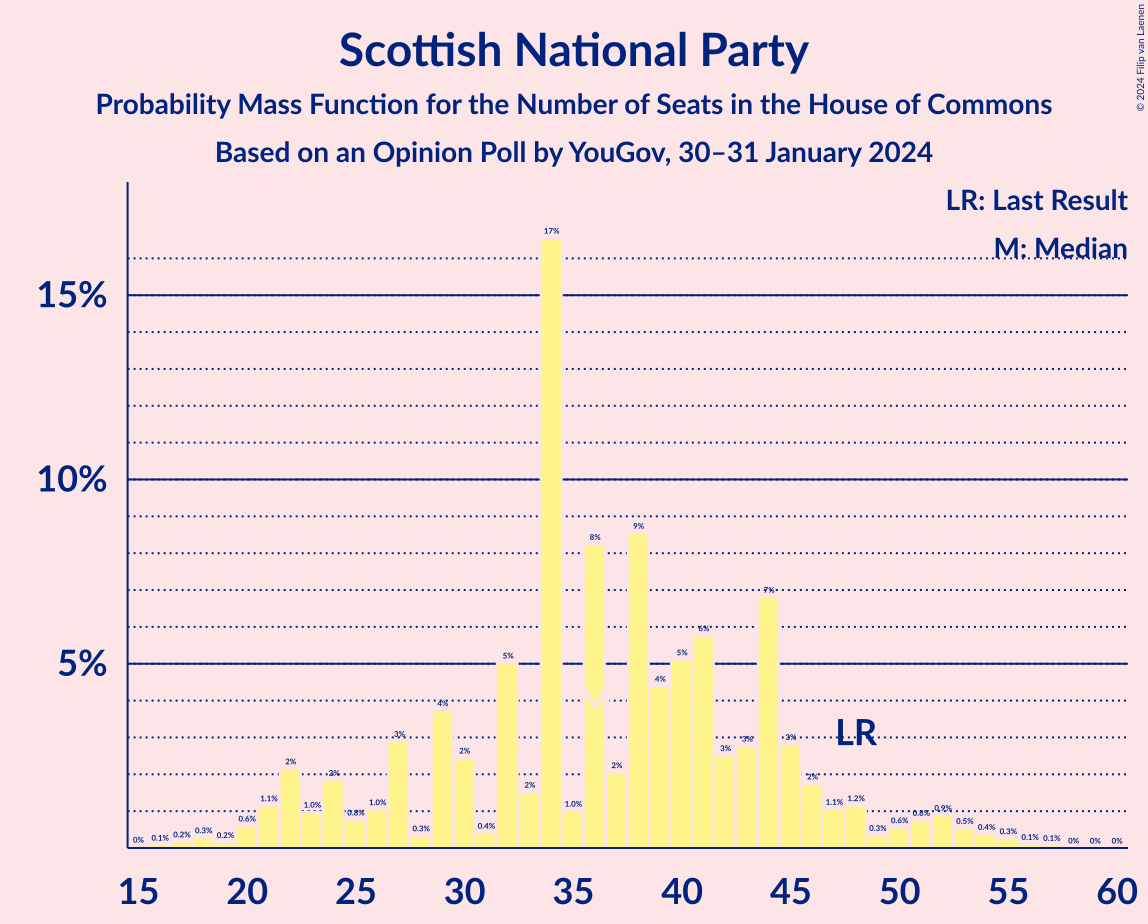 Scottish National Party
Probability Mass Function for the Number of Seats in the House of Commons
Based on an Opinion Poll by YouGov, 30–31 January 2024
© 2024 Filip van Laenen
LR: Last Result
M: Median
15%
10%
5%
0% 0.1% 0.2% 0.3% 0.2% 0.6% 1.1% 2% 1.0% 2% 0.8% 1.0% 3% 0.3% 4% 2% 0.4% 5% 2% 17% 1.0% 8% 2% 9% 4% 5% 6% 3% 3% 7% 3% 2% 1.1% 1.2% 0.3% 0.6% 0.8% 0.9% 0.5% 0.4% 0.3% 0.1% 0.1% 0% 0% 0%
LR
15 20 25 30 35 40 45 50 55 60